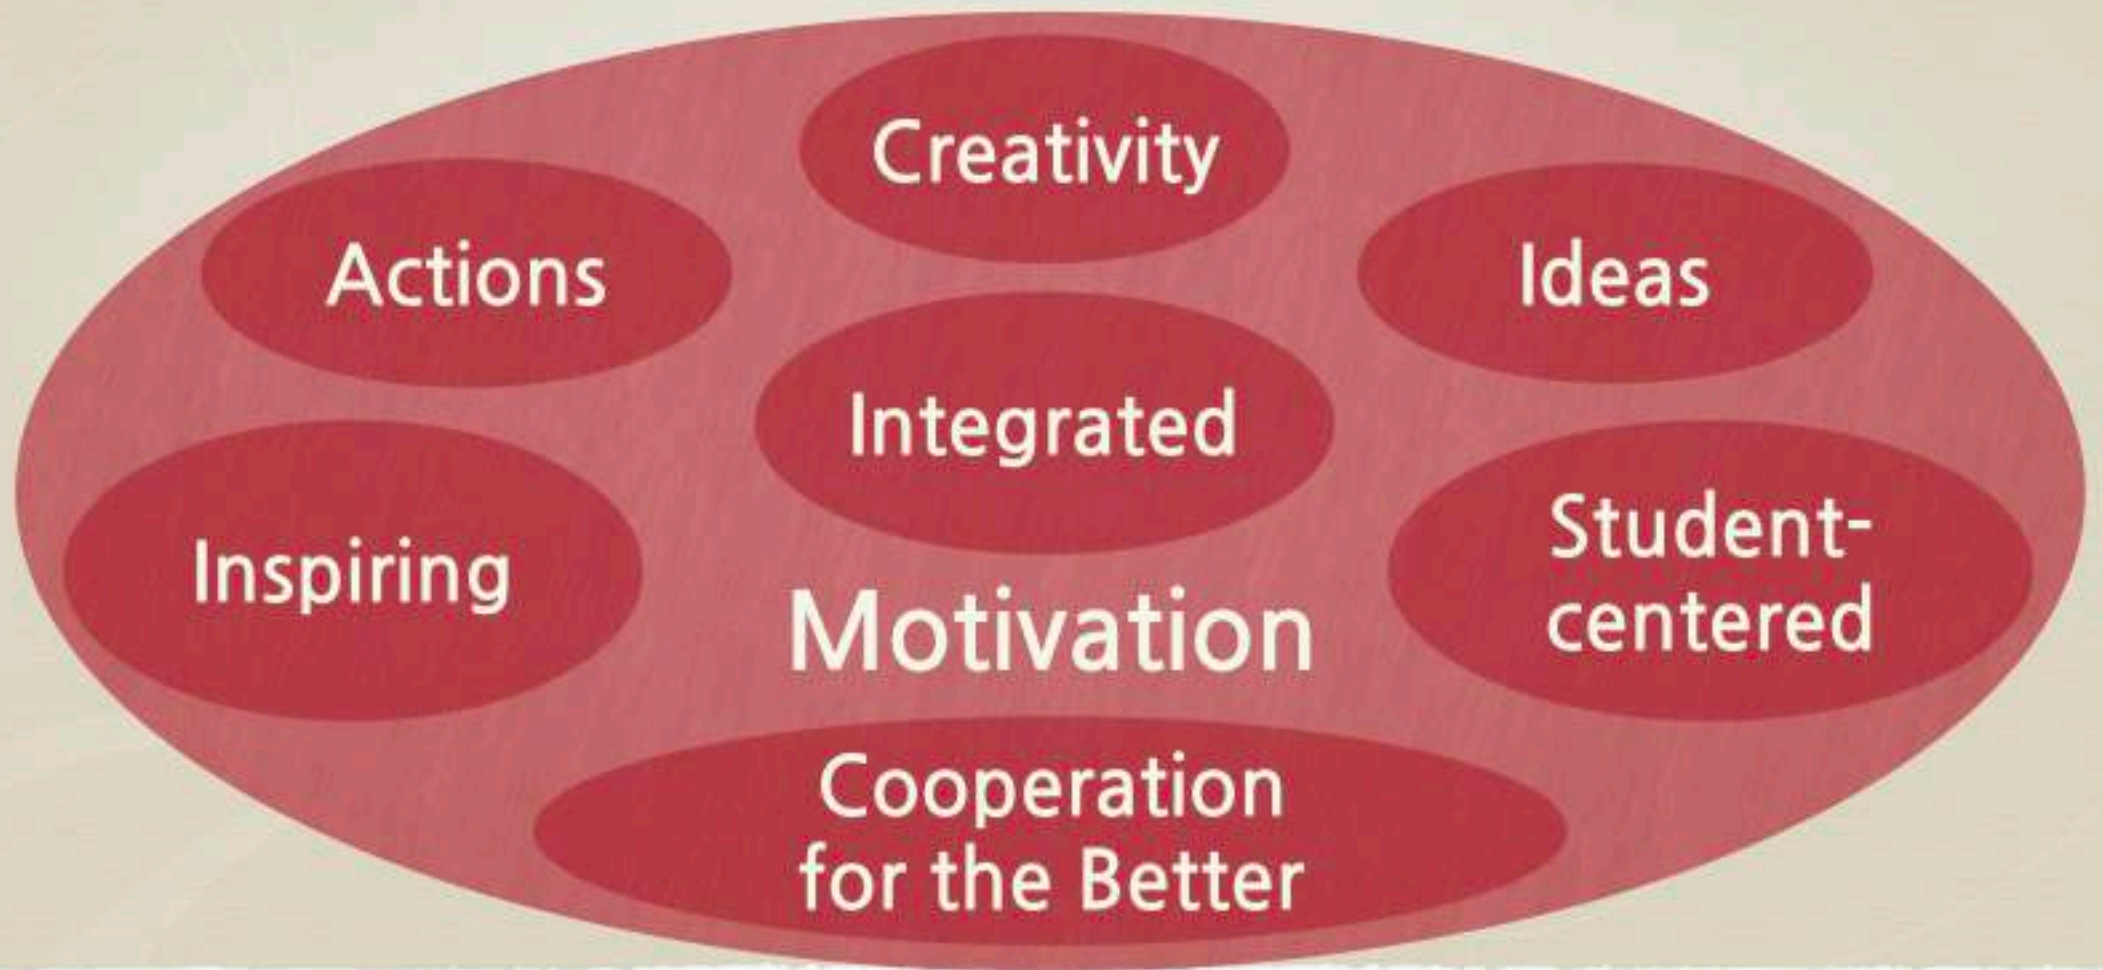 Creativity
Actions
Ideas
Integrated
Inspiring
Student-
centered
Motivation
Cooperation
for the Better